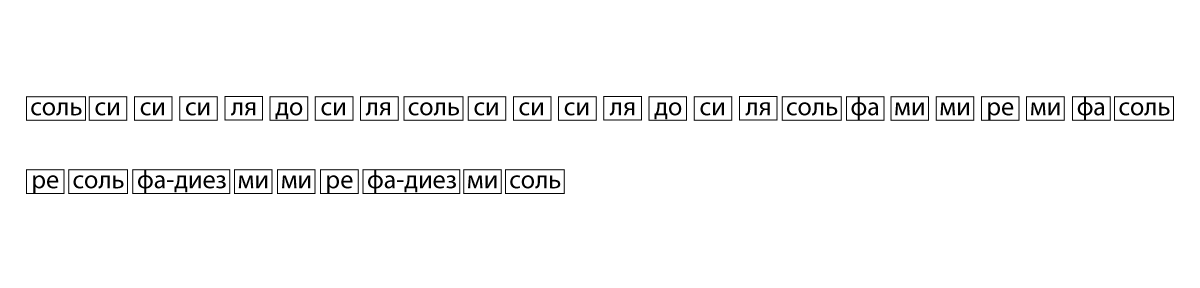 соль си си си ля до си ля соль си си си ля до си ля соль фа ми ми ре ми фа соль
ре соль фа-диез ми ми ре фа-диез ми соль